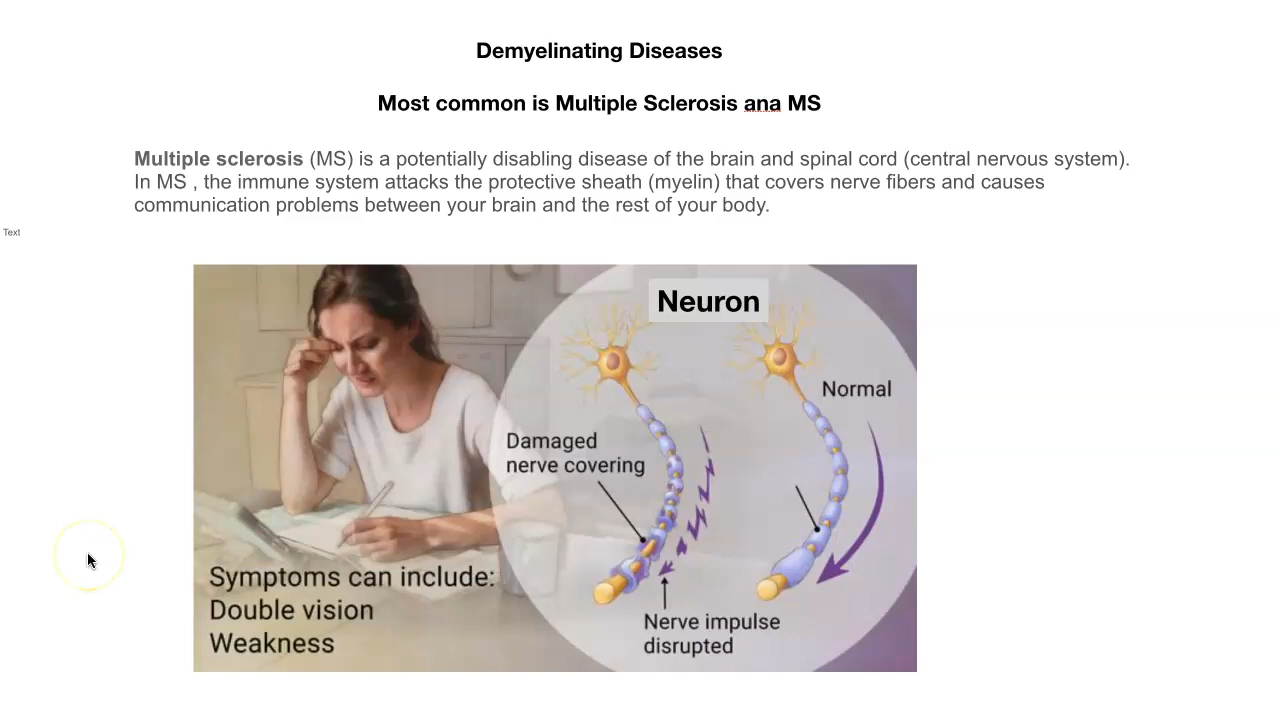 Demyelinating Diseases
Most common is Multiple Sclerosis ana MS
Multiple sclerosis (MS) is a potentially disabling disease of the brain and spinal cord (central nervous system).
In MS , the immune system attacks the protective sheath (myelin) that covers nerve fibers and causes
communication problems between your brain and the rest of your body.
Text
Neuron
Normal
Damaged
nerve covering
Symptoms can include:
Double vision
Weakness
Nerve impulse
disrupted